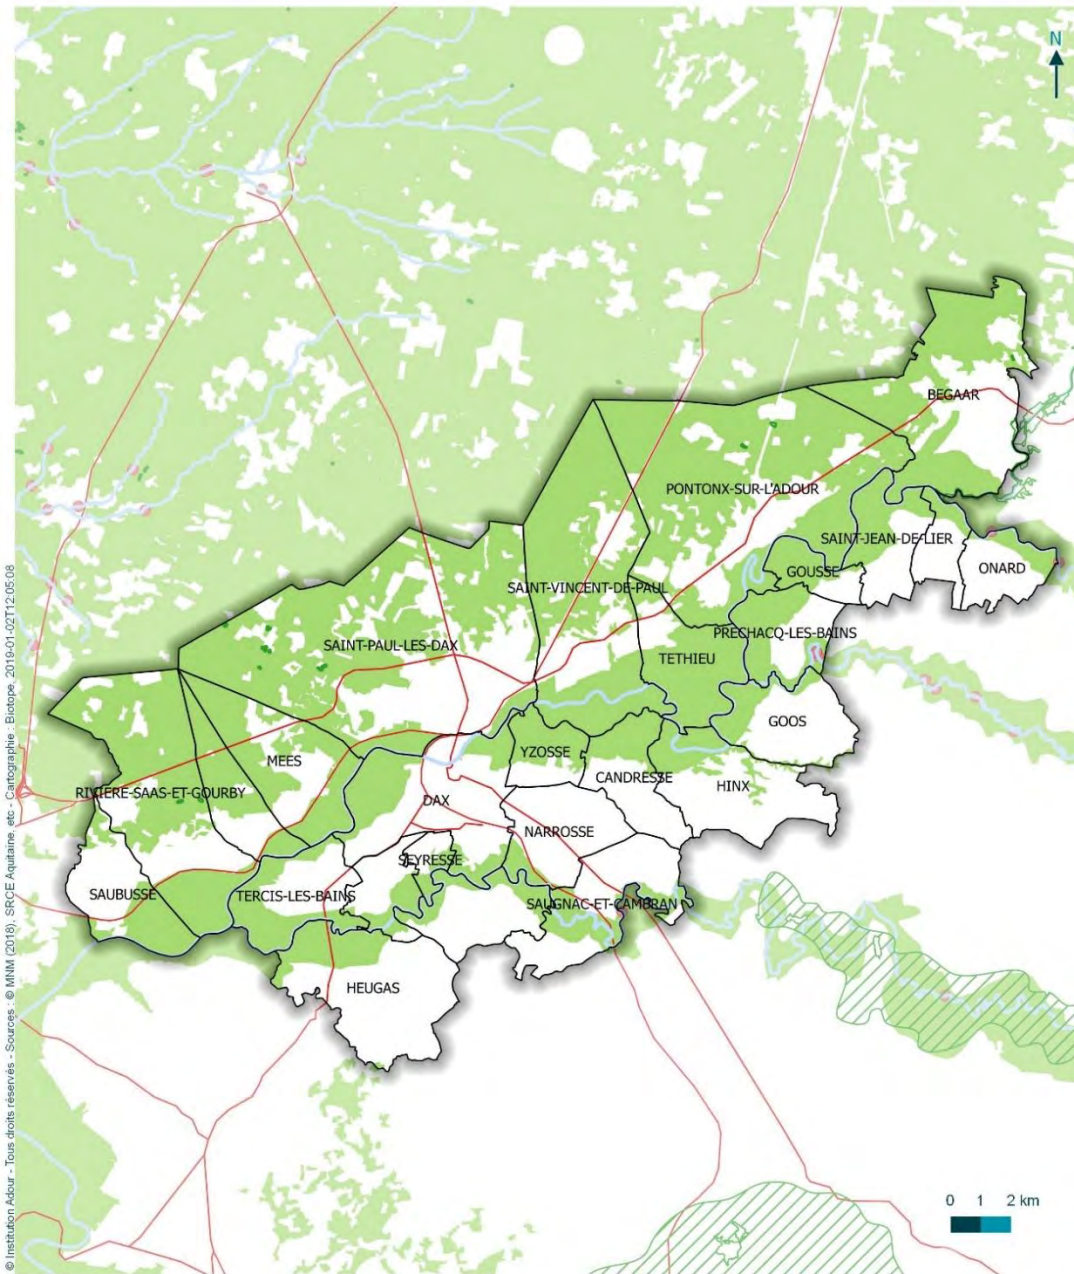 N
BEGAAR
PONTONX-SUR-L'ADOUR
SAINT-JEAN-DE-LIER
GOUSSE
ONARD
SAINT-VINCENT-DE-PAUL
PRECHACQ-LES-BAINS
SAINT-PAUL-LES-DAX
TETHIEU
GOOS
YZOSSE
MEES
CANDRESSE
HINX
RIVIERE-SAAS-ET-GOURBY
DAX
NARROSSE
SEYRESSE
SAUBUSSE
TERCIS-LES-BAINS
SAUGNAC-ET-CAMBRAN
HEUGAS
0 1 2 km
© Institution Adour - Tous droits réservés - Sources : © MNM (2018), SRCE Aquitaine, etc - Cartographie : Biotope, 2019-01-02T12:05:08